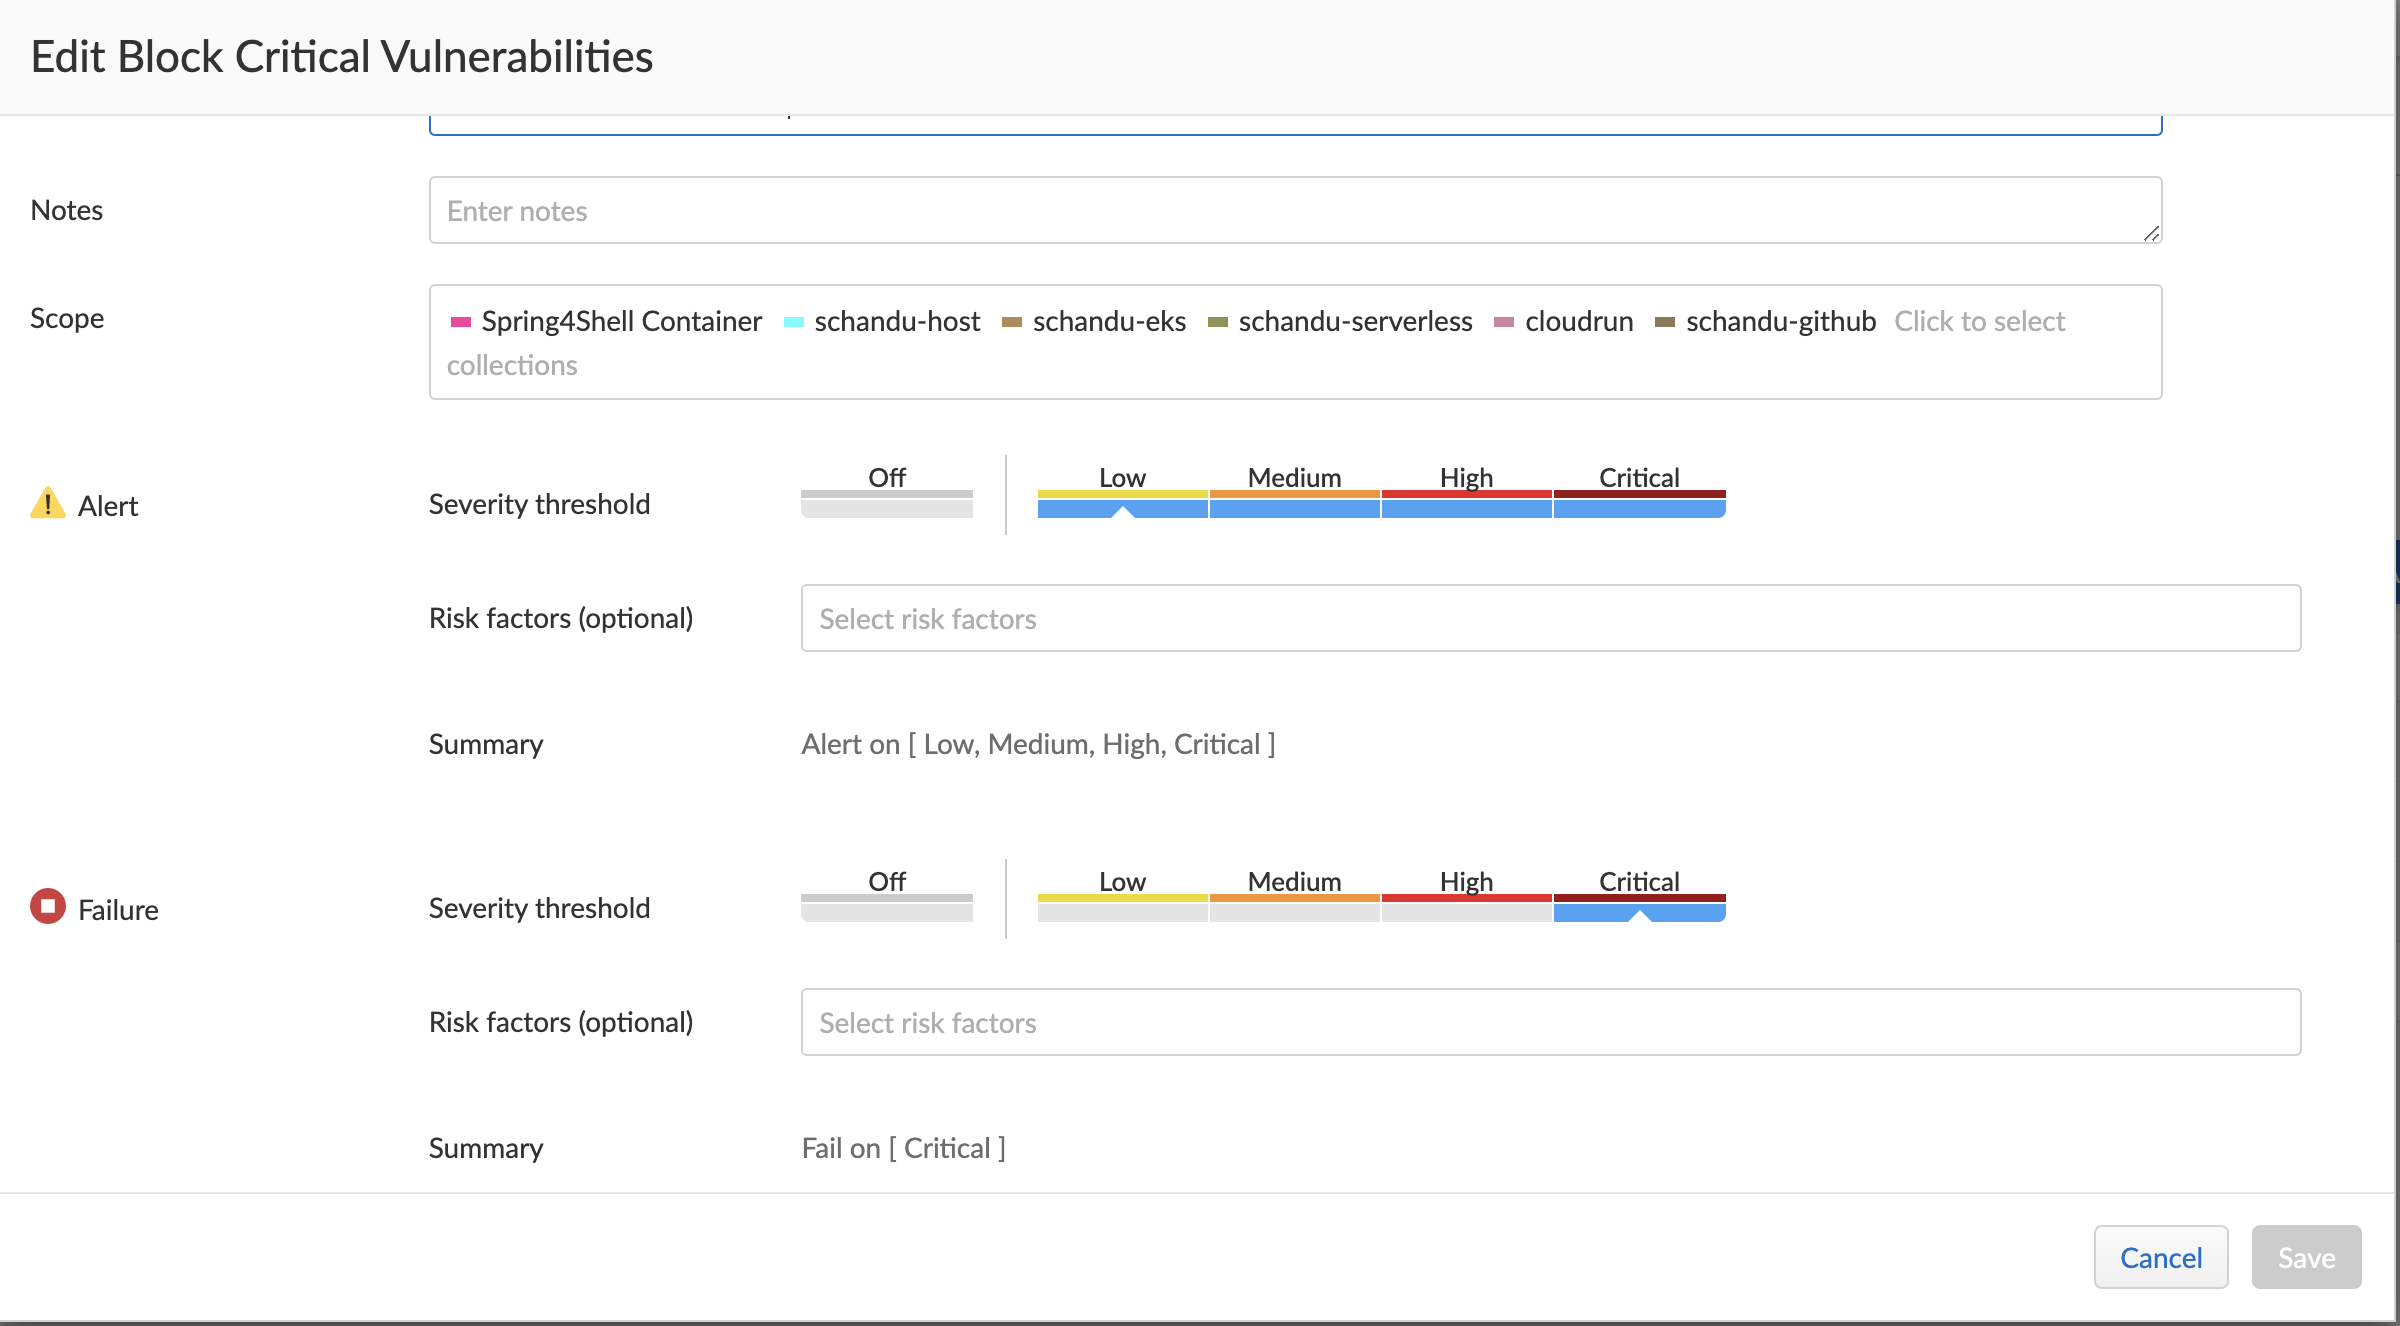 Edit Block Critical Vulnerabilities
Notes
Enter notes
Scope
Spring4Shell Container schandu-host schandu-eks schandu-serverless cloudrun schandu-github Click to select
collections
Alert
Severity threshold
Off Low Medium High Critical
Risk factors (optional)
Select risk factors
Summary
Alert on [ Low, Medium, High, Critical ]
Failure
Severity threshold
Off Low Medium High Critical
Risk factors (optional)
Select risk factors
Summary
Fail on [ Critical ]
Cancel Save